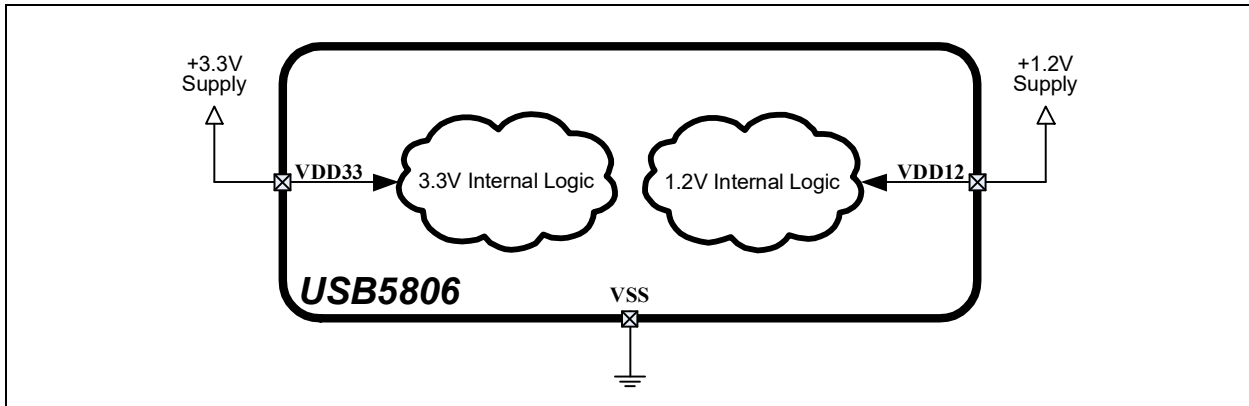 +3.3V
Supply
+1.2V
Supply
VDD33
3.3V Internal Logic
1.2V Internal Logic
VDD12
USB5806
VSS